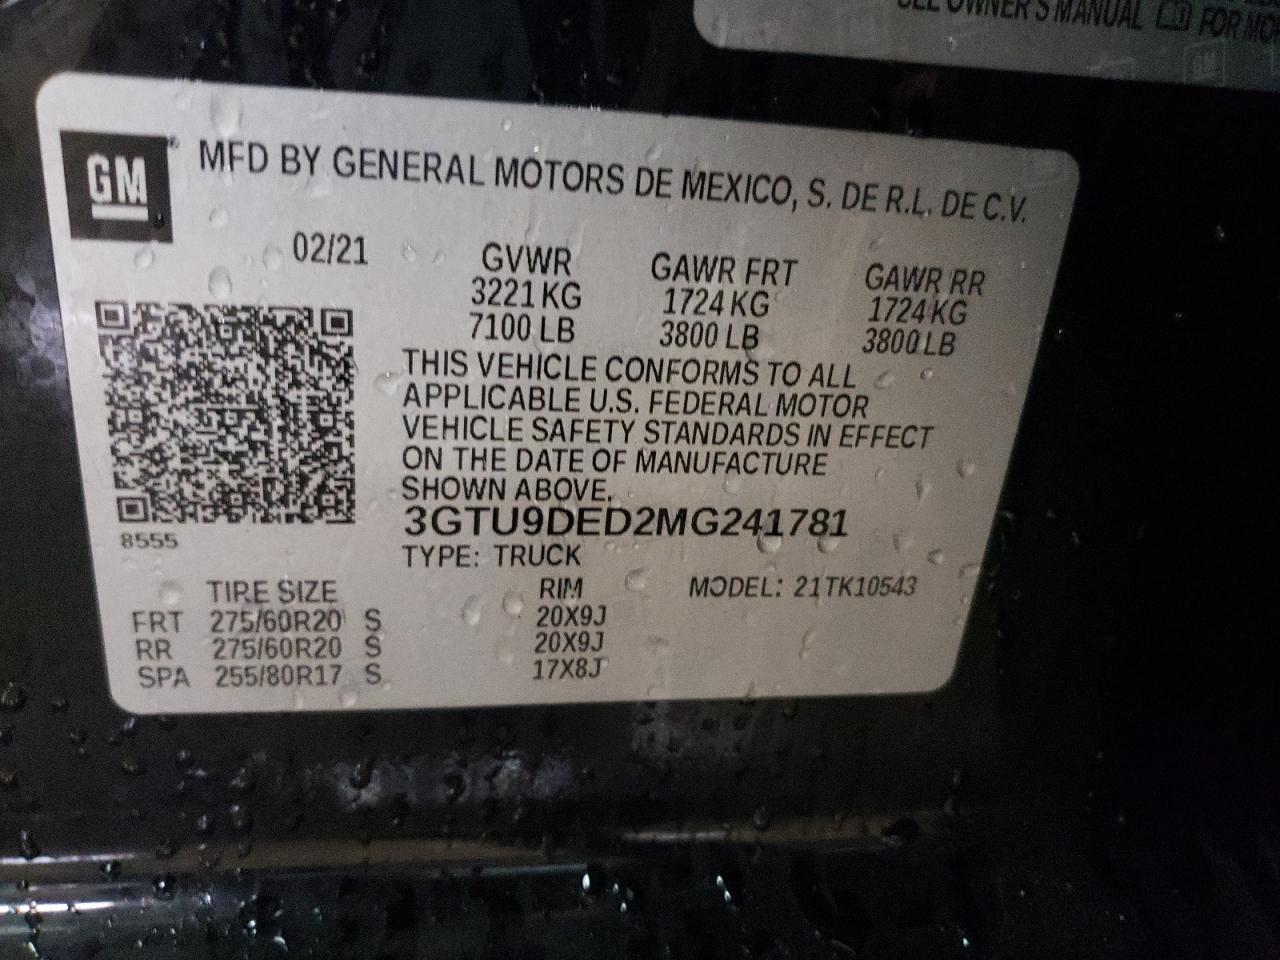 SEE OWNER'S MANUAL FOR MOR
GM
GM
MFD BY GENERAL MOTORS DE MEXICO, S. DE R.L. DE C.V.
02/21 GVWR GAWR FRT GAWR RR
3221 KG 1724 KG 1724 KG
7100 LB 3800 LB 3800 LB
THIS VEHICLE CONFORMS TO ALL
APPLICABLE U.S. FEDERAL MOTOR
VEHICLE SAFETY STANDARDS IN EFFECT
ON THE DATE OF MANUFACTURE
SHOWN ABOVE.
3GTU9DED2MG241781
8555
TYPE: TRUCK
TIRE SIZE RIM MODEL: 21TK10543
FRT 275/60R20 S 20X9J
RR 275/60R20 S 20X9J
SPA 255/80R17 S 17X8J